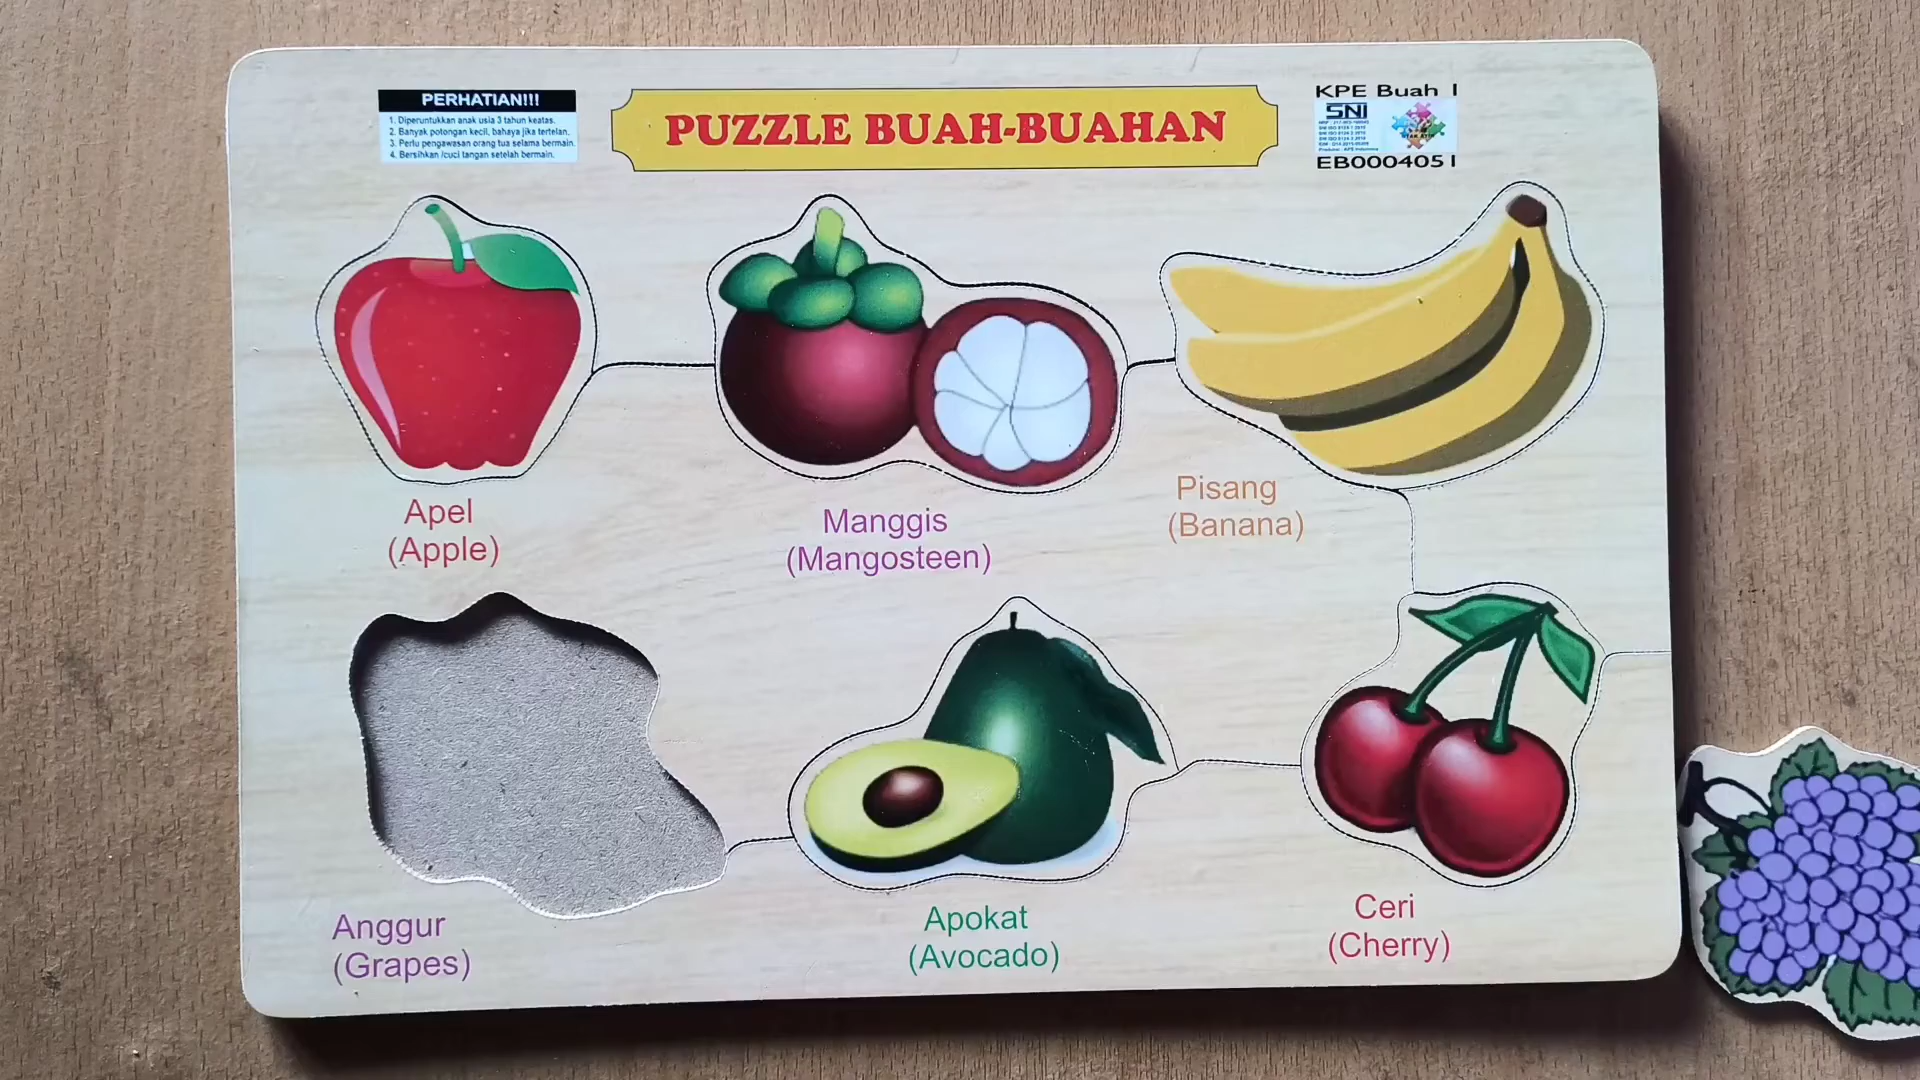 PERHATIAN!!!
1. Diperuntukkan anak usia 3 tahun keatas.
2. Banyak potongan kecil, bahaya jika tertelan.
3. Perlu pengawasan orang tua selama bermain.
4. Bersihkan /cuci tangan setelah bermain.
PUZZLE BUAH-BUAHAN
KPE Buah 1
SNI
EB0004051
Apel
(Apple)
Manggis
(Mangosteen)
Pisang
(Banana)
Anggur
(Grapes)
Apokat
(Avocado)
Ceri
(Cherry)